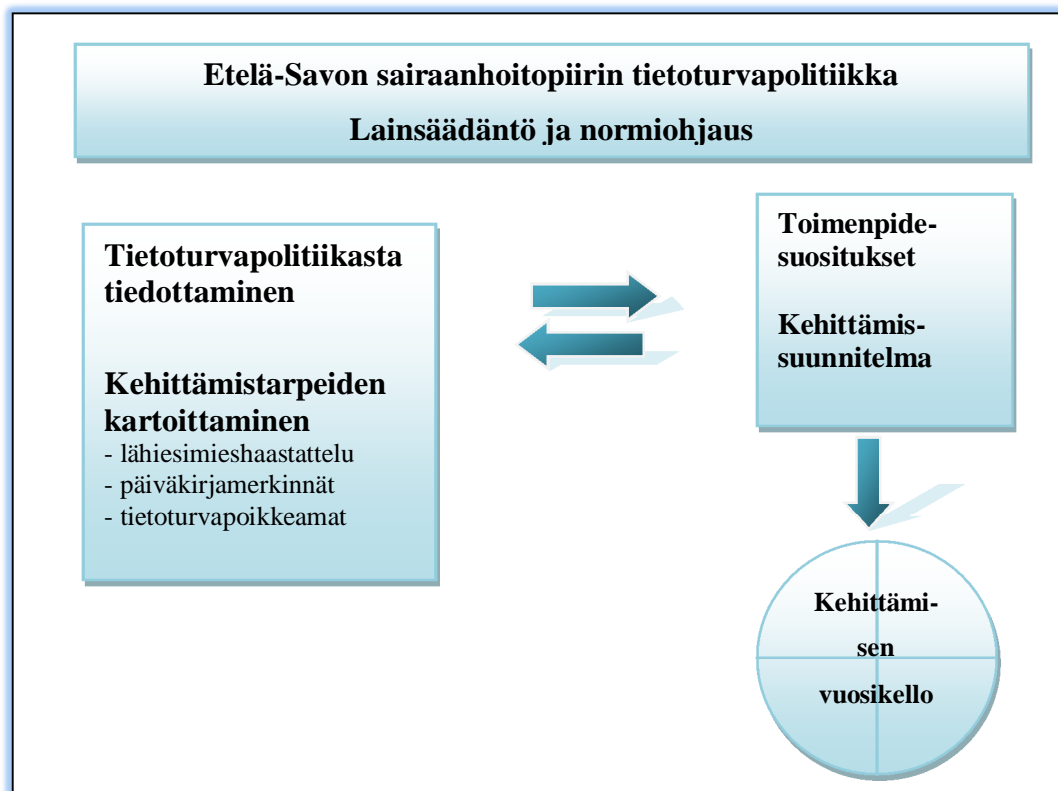 Etelä-Savon sairaanhoitopiirin tietoturvapolitiikka
Lainsäädäntö ja normiohjaus
Tietoturvapolitiikasta
tiedottaminen
Kehittämistarpeiden
kartoittaminen
- lähiesimieshaastattelu
- päiväkirjamerkinnät
- tietoturvapoikkeamat
Toimenpide-
suositukset
Kehittämis-
suunnitelma
Kehittämi-
sen
vuosikello